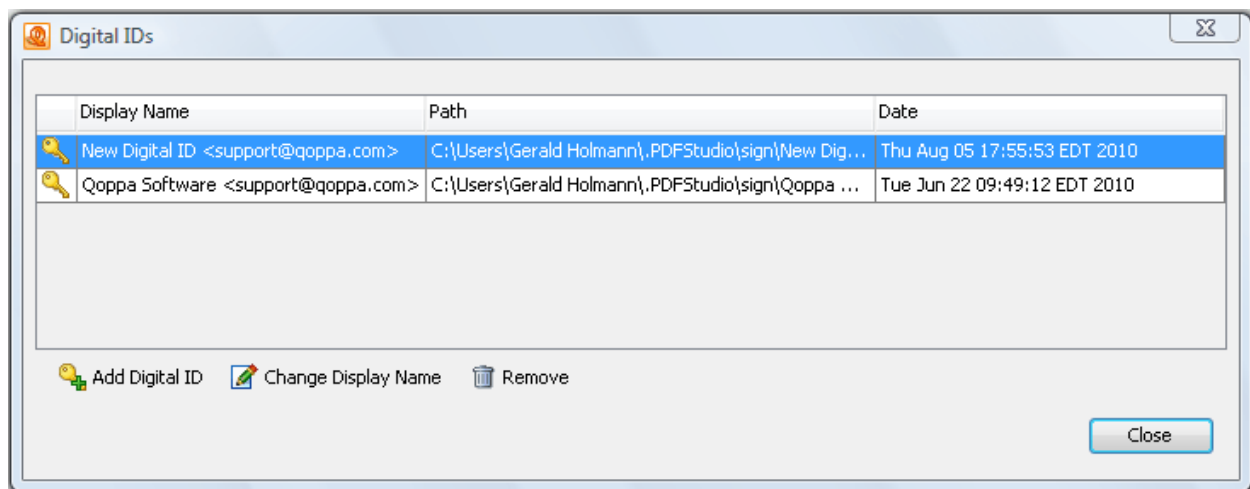 Digital IDs
Display Name Path Date
New Digital ID <support@qoppa.com> C:\Users\Gerald Holmann\.PDFStudio\sign\New Dig... Thu Aug 05 17:55:53 EDT 2010
Qoppa Software <support@qoppa.com> C:\Users\Gerald Holmann\.PDFStudio\sign\Qoppa ... Tue Jun 22 09:49:12 EDT 2010
Add Digital ID Change Display Name Remove
Close